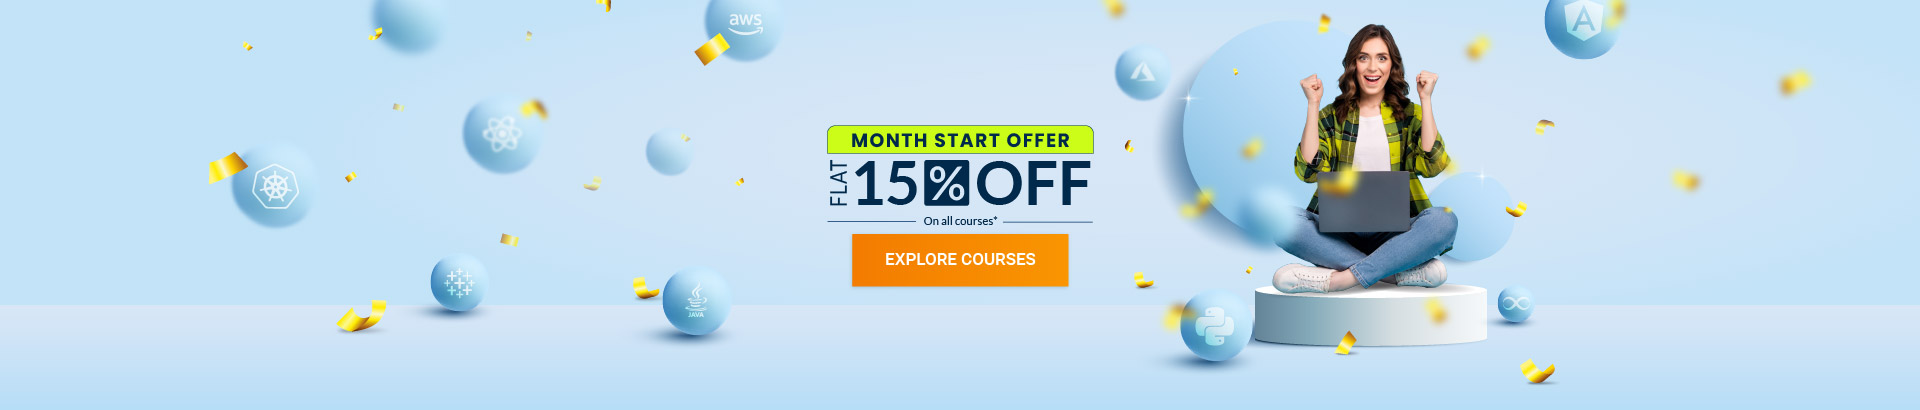 aws
MONTH START OFFER
FLAT 15% OFF
On all courses*
EXPLORE COURSES
JAVA